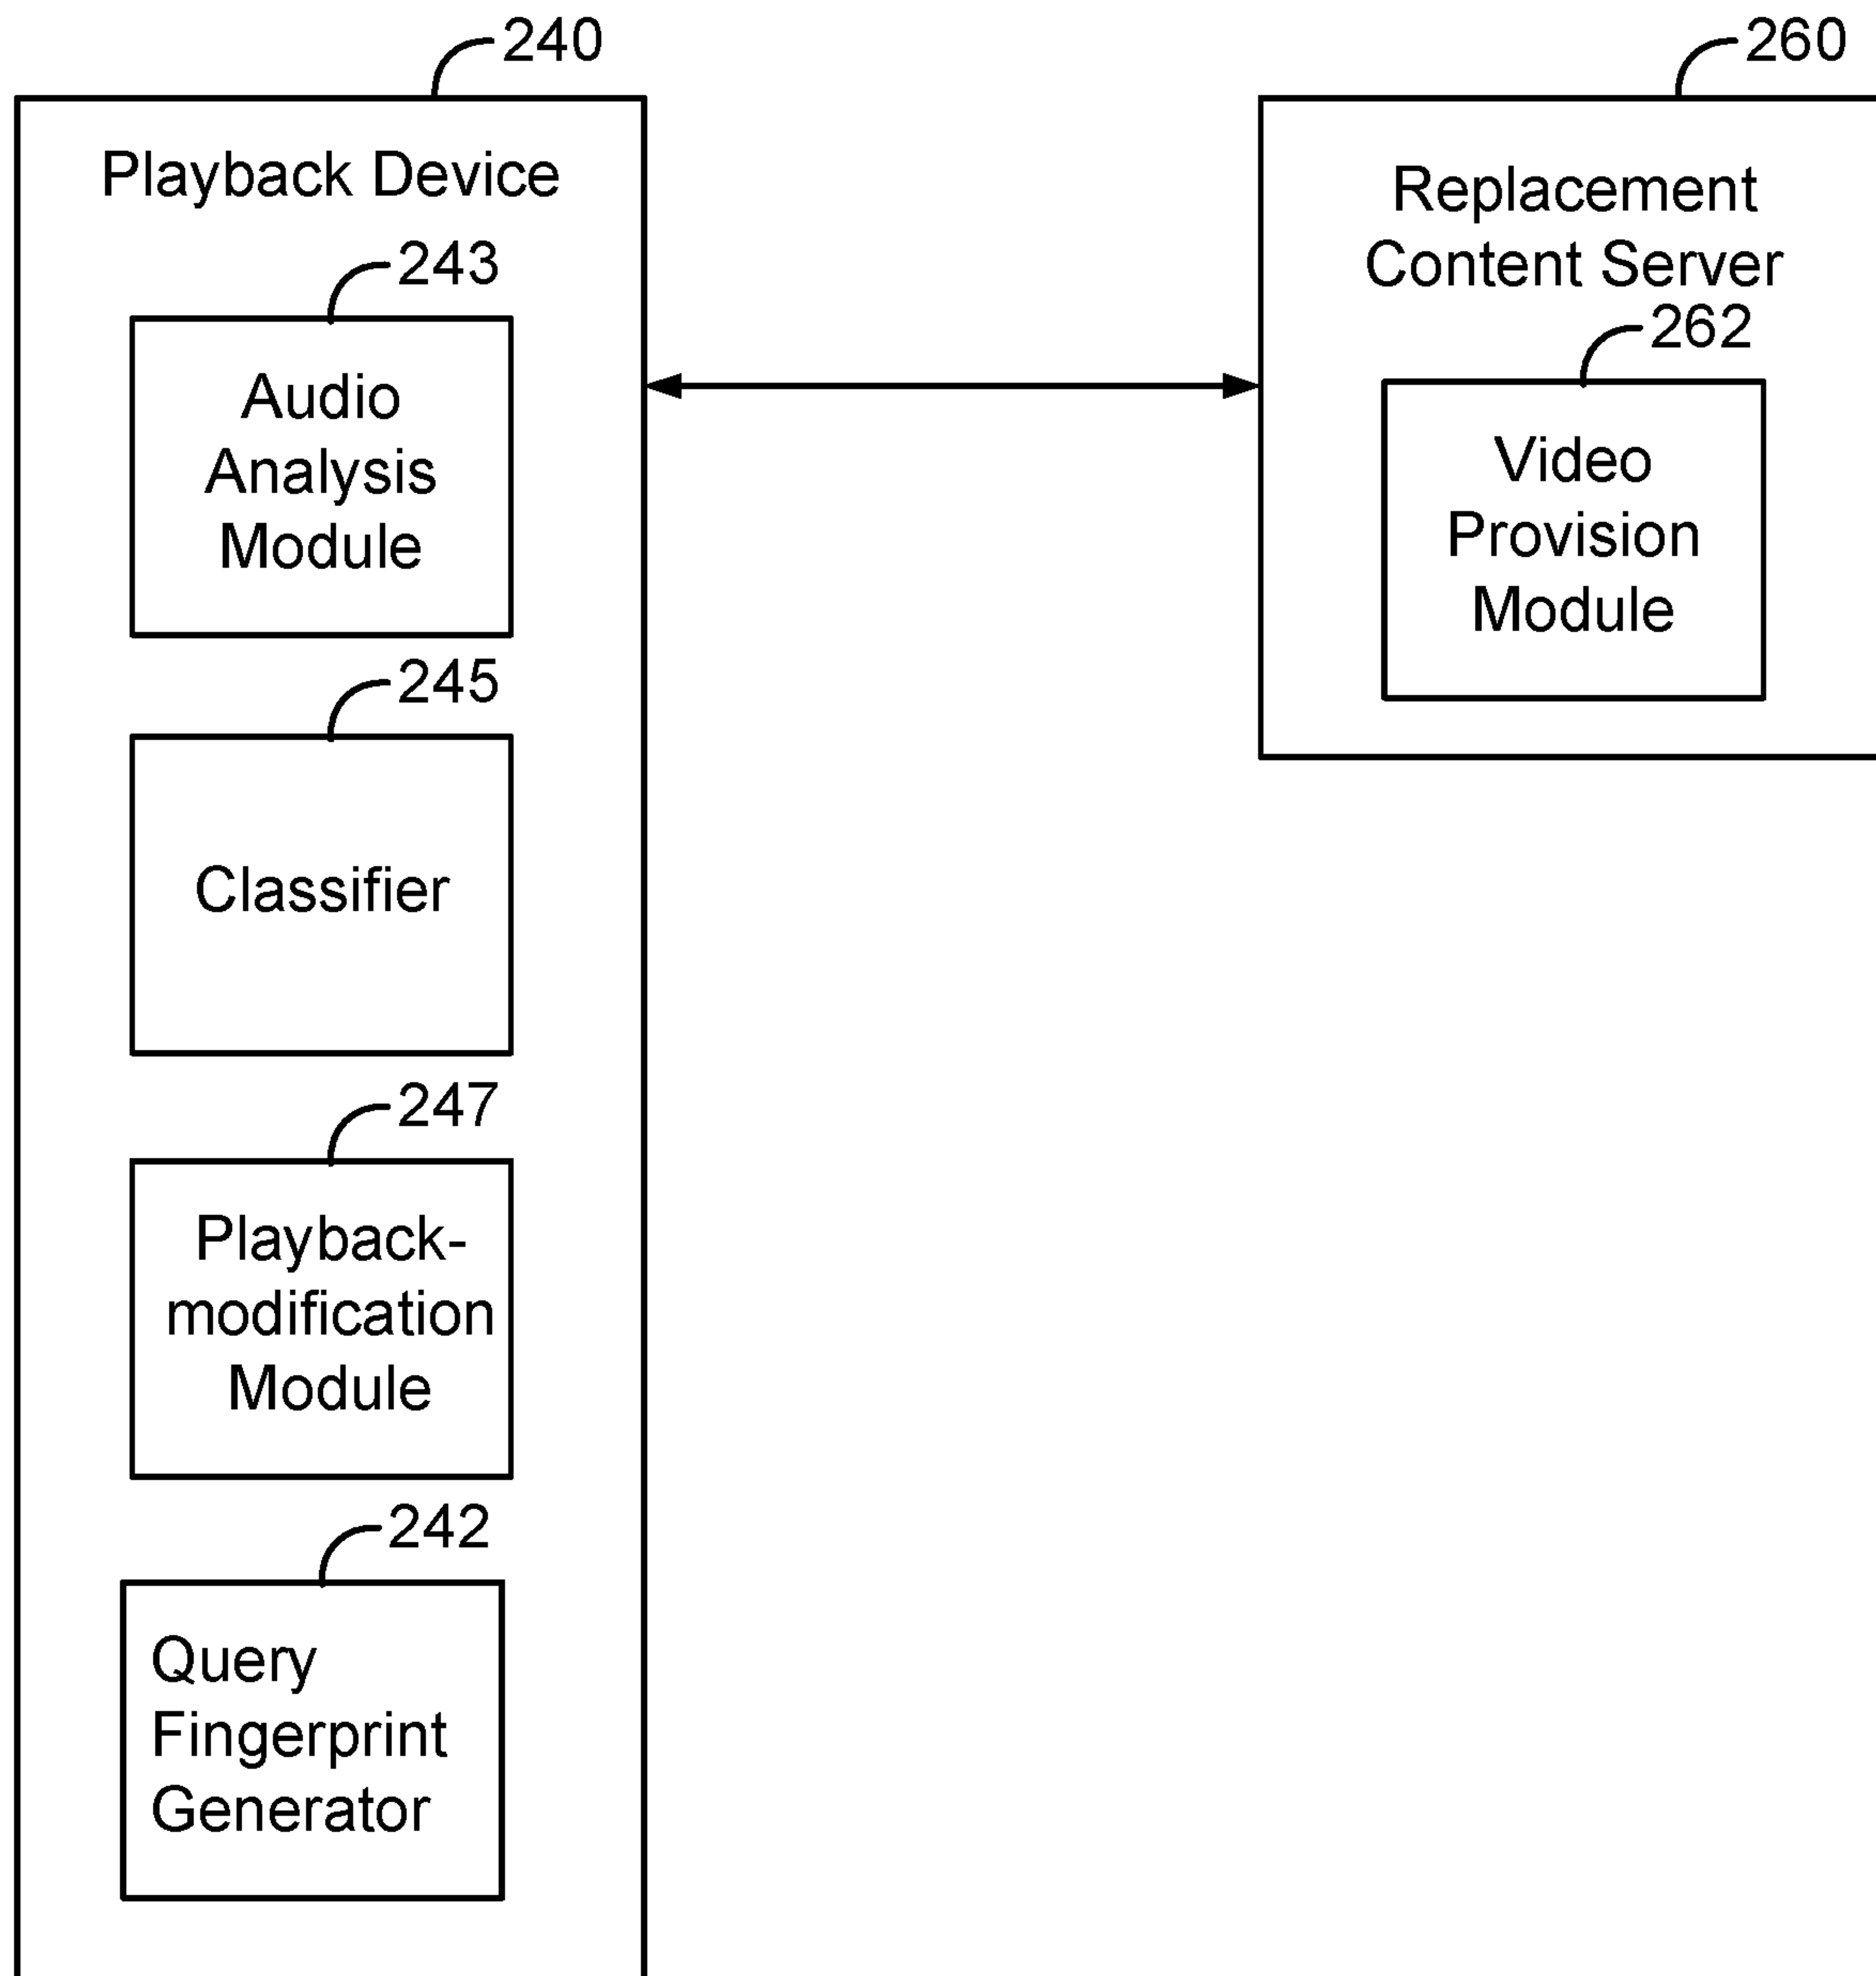 240
Playback Device
243
Audio
Analysis
Module
245
Classifier
247
Playback-
modification
Module
242
Query
Fingerprint
Generator
260
Replacement
Content Server
262
Video
Provision
Module